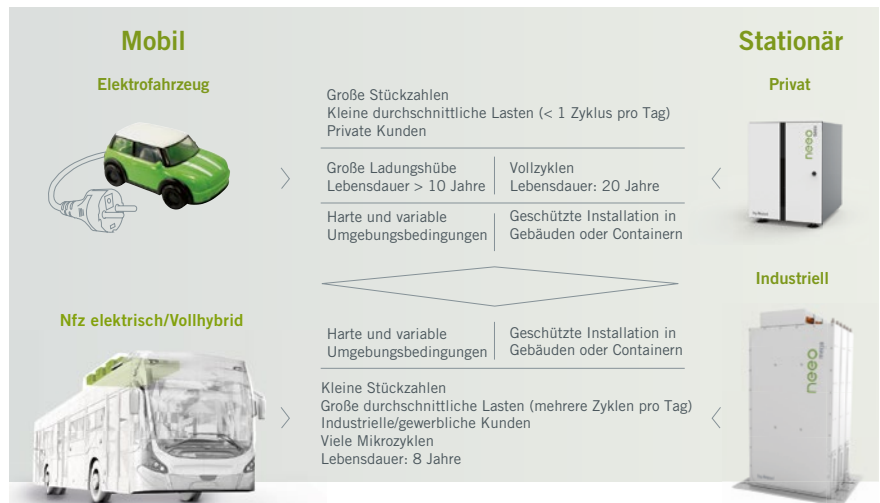 Mobil
Stationär
Elektrofahrzeug
Privat
Große Stückzahlen
Kleine durchschnittliche Lasten (< 1 Zyklus pro Tag)
Private Kunden
Große Ladungshübe
Lebensdauer > 10 Jahre
Vollzyklen
Lebensdauer: 20 Jahre
Harte und variable
Umgebungsbedingungen
Geschützte Installation in
Gebäuden oder Containern
neeo
Industriell
Nfz elektrisch/Vollhybrid
Harte und variable
Umgebungsbedingungen
Geschützte Installation in
Gebäuden oder Containern
neeo
Kleine Stückzahlen
Große durchschnittliche Lasten (mehrere Zyklen pro Tag)
Industrielle/gewerbliche Kunden
Viele Mikrozyklen
Lebensdauer: 8 Jahre